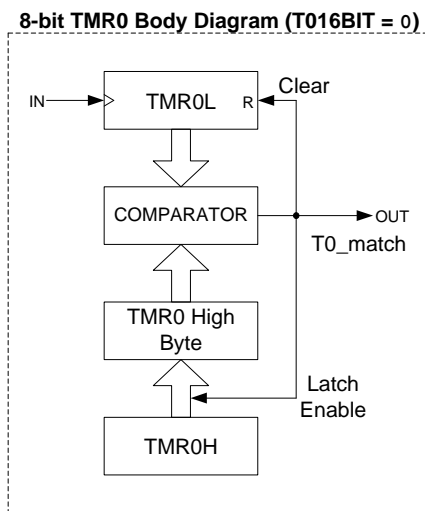 8-bit TMR0 Body Diagram (T016BIT = 0)
IN
TMR0L
R
Clear
COMPARATOR
OUT
T0_match
TMR0 High
Byte
Latch
Enable
TMR0H